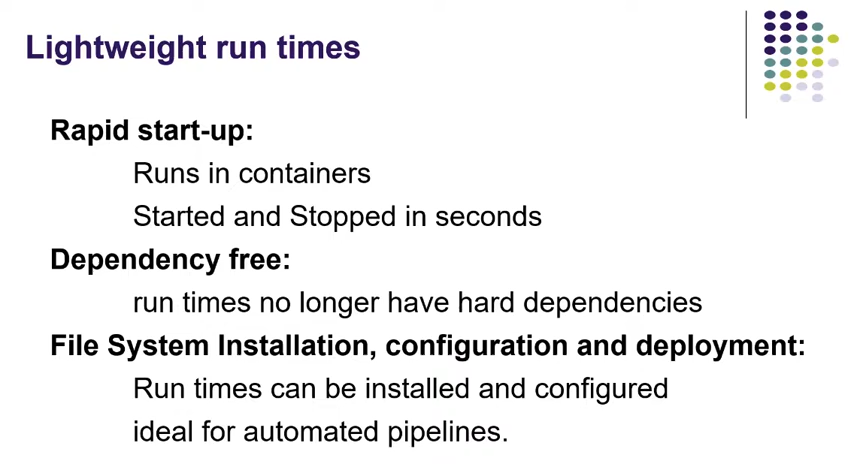 Lightweight run times
Rapid start-up:
Runs in containers
Started and Stopped in seconds
Dependency free:
run times no longer have hard dependencies
File System Installation, configuration and deployment:
Run times can be installed and configured
ideal for automated pipelines.